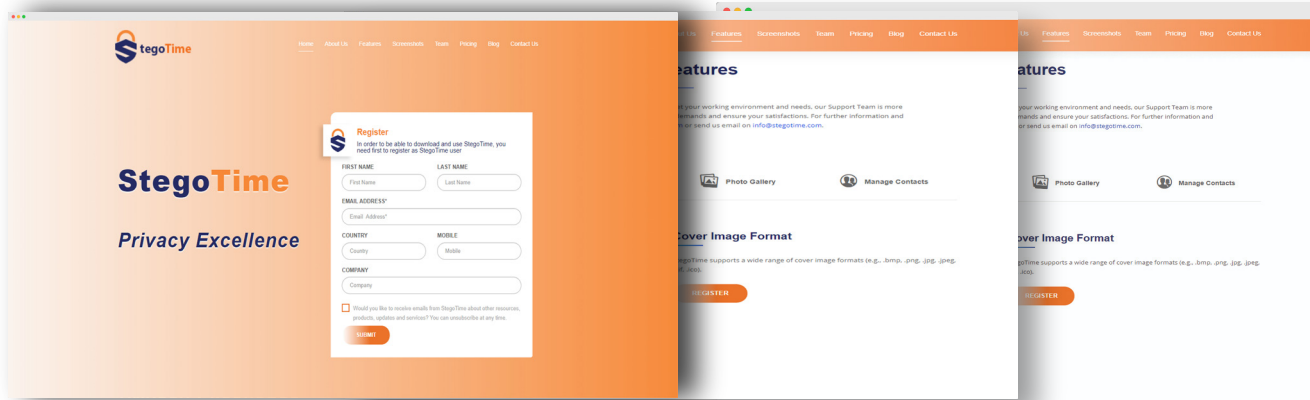 tegoTime
Home About Us Features Screenshots Team Pricing Blog Contact Us
StegoTime
Privacy Excellence
Register
In order to be able to download and use StegoTime, you
need first to register as StegoTime user
FIRST NAME LAST NAME
First Name Last Name
EMAIL ADDRESS*
Email Address*
COUNTRY MOBILE
Country Mobile
COMPANY
Company
Would you like to receive emails from StegoTime about other resources,
products, updates and services? You can unsubscribe at any time.
SUBMIT
Us Features Screenshots Team Pricing Blog Contact Us
eatures
your working environment and needs, our Support Team is more
demands and ensure your satisfactions. For further information and
or send us email on info@stegotime.com.
Photo Gallery Manage Contacts
Cover Image Format
egoTime supports a wide range of cover image formats (e.g., .bmp, .png, .jpg, .jpeg,
REGISTER
Us Features Screenshots Team Pricing Blog Contact Us
atures
your working environment and needs, our Support Team is more
mands and ensure your satisfactions. For further information and
or send us email on info@stegotime.com.
Photo Gallery Manage Contacts
over Image Format
goTime supports a wide range of cover image formats (e.g., .bmp, .png, .jpg, .jpeg,
.ico).
REGISTER